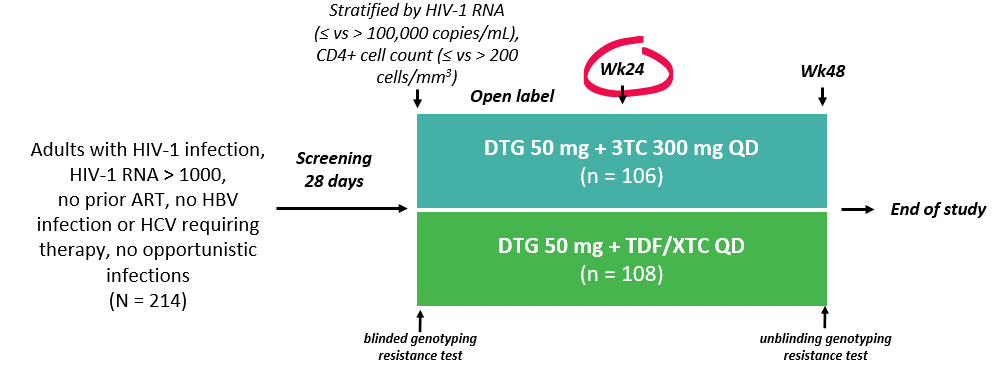 Stratified by HIV-1 RNA
(≤ vs > 100,000 copies/mL),
CD4+ cell count (≤ vs > 200
cells/mm³)
Wk24
Wk48
Open label
Adults with HIV-1 infection,
HIV-1 RNA > 1000,
no prior ART, no HBV
infection or HCV requiring
therapy, no opportunistic
infections
(N = 214)
Screening
28 days
DTG 50 mg + 3TC 300 mg QD
(n = 106)
DTG 50 mg + TDF/XTC QD
(n = 108)
End of study
blinded genotyping
resistance test
unblinding genotyping
resistance test